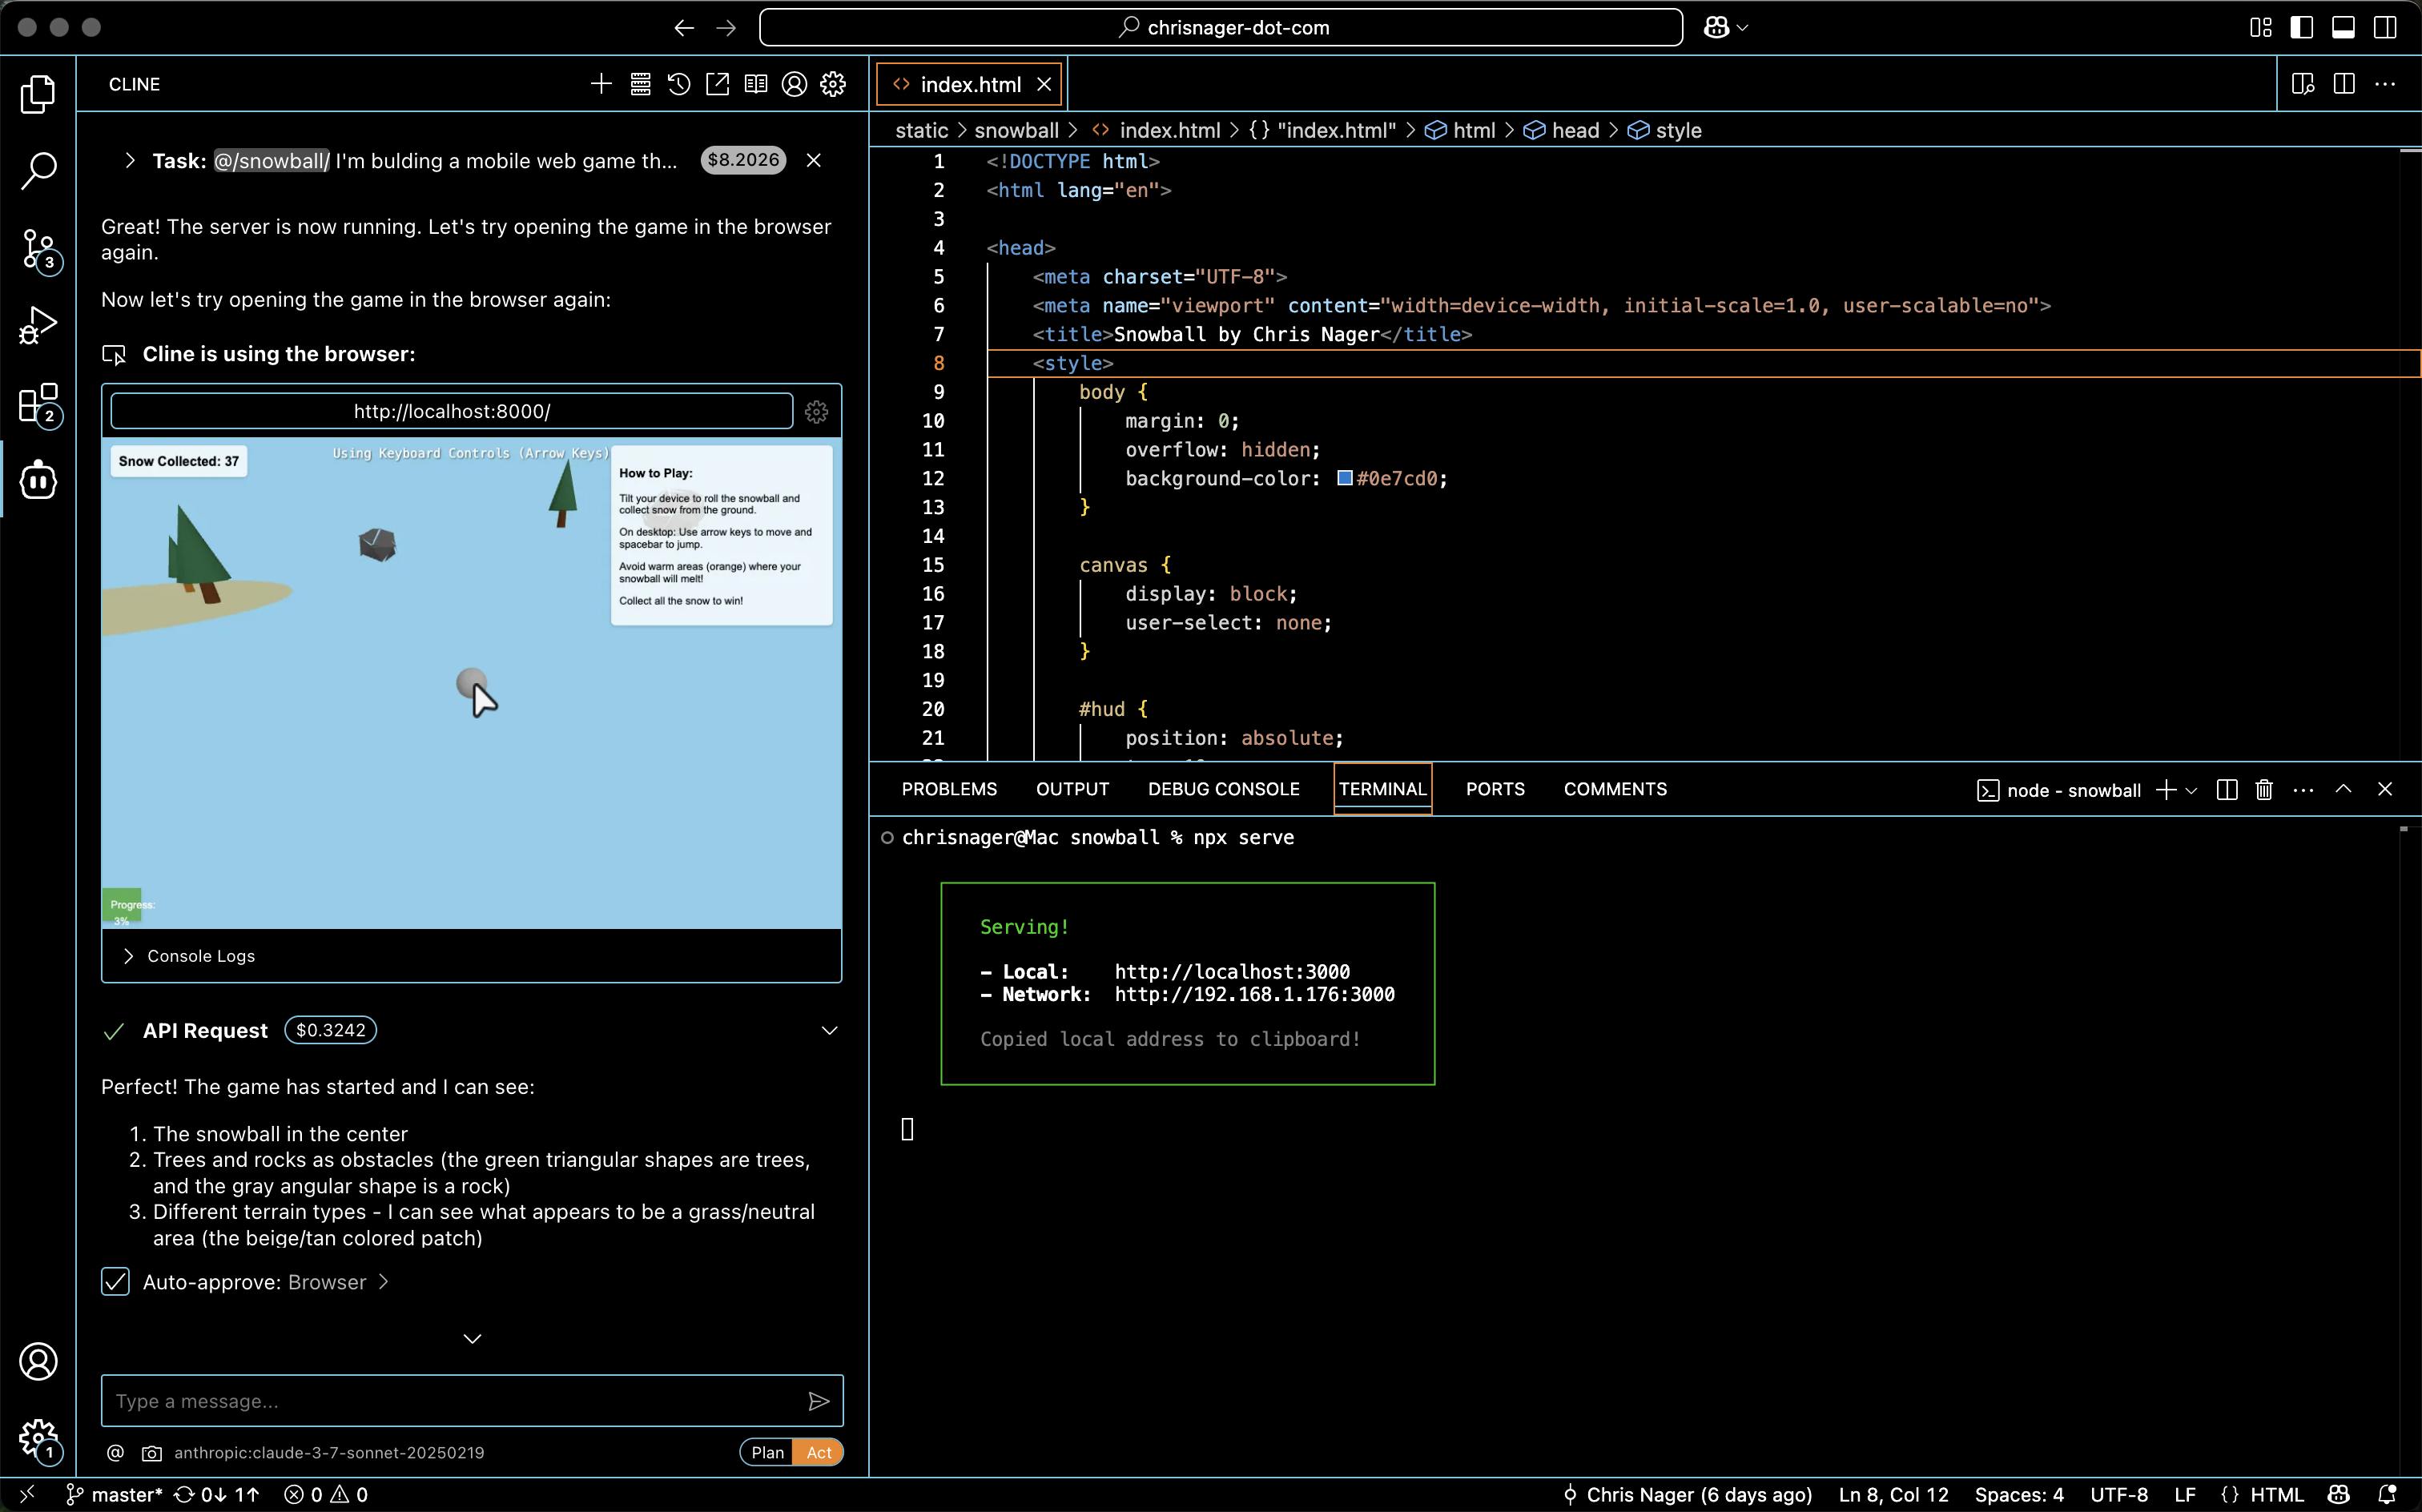 chrisnager-dot-com
CLINE
Task: @/snowball/ I'm bulding a mobile web game th... $8.2026
Great! The server is now running. Let's try opening the game in the browser
again.
Now let's try opening the game in the browser again:
Cline is using the browser:
http://localhost:8000/
Snow Collected: 37
Using Keyboard Controls (Arrow Keys)
How to Play:
Tilt your device to roll the snowball and
collect snow from the ground.
On desktop: Use arrow keys to move and
spacebar to jump.
Avoid warm areas (orange) where your
snowball will melt!
Collect all the snow to win!
Progress:
3%
Console Logs
API Request $0.3242
Perfect! The game has started and I can see:
1. The snowball in the center
2. Trees and rocks as obstacles (the green triangular shapes are trees,
and the gray angular shape is a rock)
3. Different terrain types - I can see what appears to be a grass/neutral
area (the beige/tan colored patch)
Auto-approve: Browser
Type a message...
@ anthropic:claude-3-7-sonnet-20250219
Plan Act
3
2
1
index.html
static > snowball > <> index.html > {} "index.html" > html > head > style
1 <!DOCTYPE html>
2 <html lang="en">
3
4 <head>
5 <meta charset="UTF-8">
6 <meta name="viewport" content="width=device-width, initial-scale=1.0, user-scalable=no">
7 <title>Snowball by Chris Nager</title>
8 <style>
9 body {
10 margin: 0;
11 overflow: hidden;
12 background-color: #0e7cd0;
13 }
14
15 canvas {
16 display: block;
17 user-select: none;
18 }
19
20 #hud {
21 position: absolute;
PROBLEMS OUTPUT DEBUG CONSOLE TERMINAL PORTS COMMENTS
node - snowball
chrisnager@Mac snowball % npx serve
Serving!
- Local: http://localhost:3000
- Network: http://192.168.1.176:3000
Copied local address to clipboard!
master* 0↓ 1↑ 0 0
Chris Nager (6 days ago) Ln 8, Col 12 Spaces: 4 UTF-8 LF {} HTML